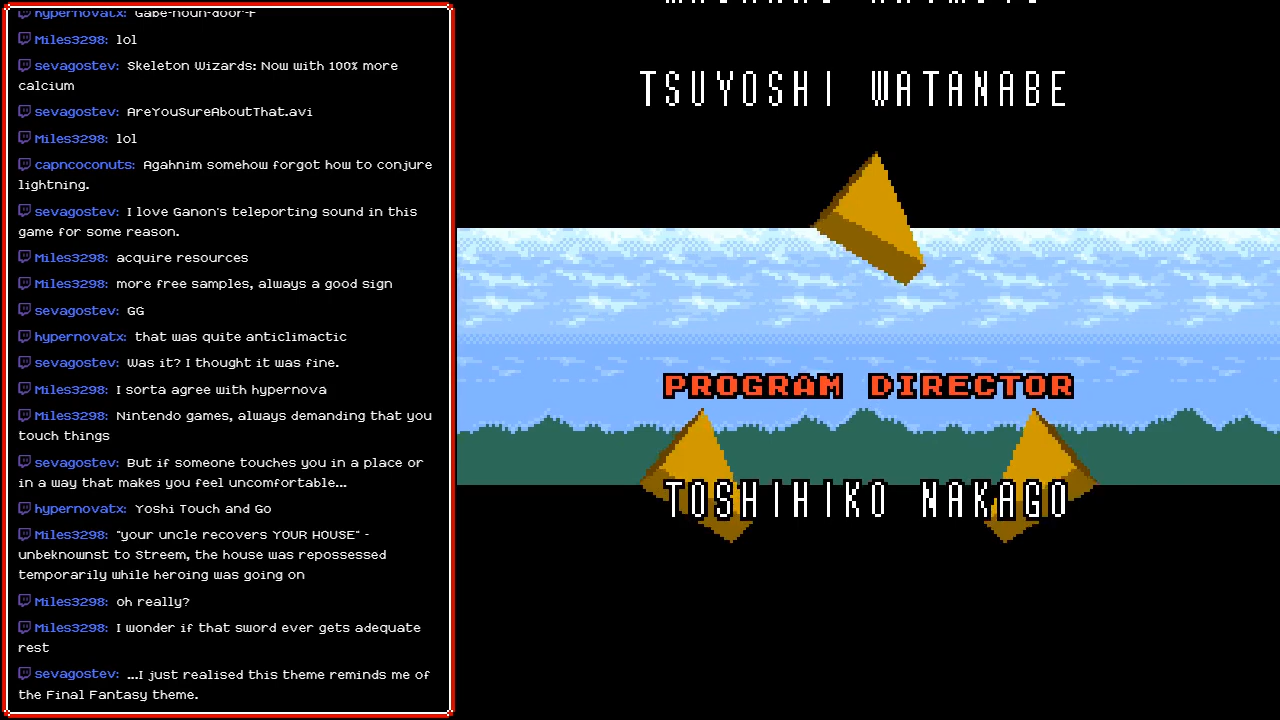 hypernovatx: Gabe-noun-door-F
Miles3298: lol
sevagostev: Skeleton Wizards: Now with 100% more
calcium
sevagostev: AreYouSureAboutThat.avi
Miles3298: lol
capncoconuts: Agahnim somehow forgot how to conjure
lightning.
sevagostev: I love Ganon's teleporting sound in this
game for some reason.
Miles3298: acquire resources
Miles3298: more free samples, always a good sign
sevagostev: GG
hypernovatx: that was quite anticlimactic
sevagostev: Was it? I thought it was fine.
Miles3298: I sorta agree with hypernova
Miles3298: Nintendo games, always demanding that you
touch things
sevagostev: But if someone touches you in a place or
in a way that makes you feel uncomfortable...
hypernovatx: Yoshi Touch and Go
Miles3298: "your uncle recovers YOUR HOUSE" -
unbeknownst to Streem, the house was repossessed
temporarily while heroing was going on
Miles3298: oh really?
Miles3298: I wonder if that sword ever gets adequate
rest
sevagostev: ...I just realised this theme reminds me of
the Final Fantasy theme.
TSUYOSHI WATANABE
PROGRAM DIRECTOR
TOSHIHIKO NAKAGO